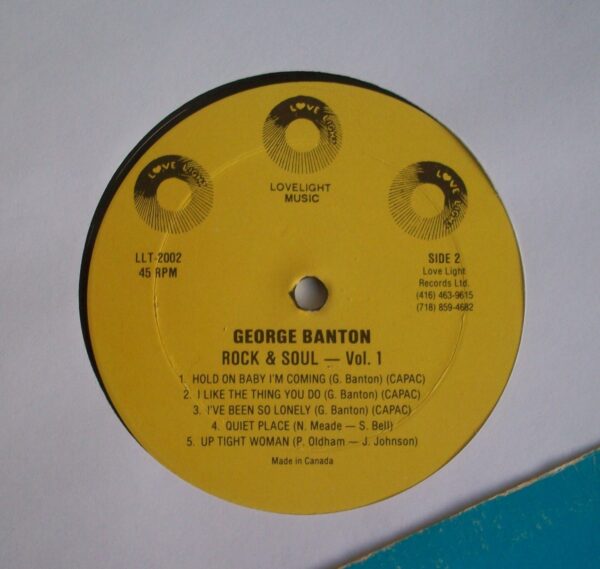 LOVE LIGHT
LOVE LIGHT
LOVE LIGHT
LOVELIGHT
MUSIC
LLT-2002
45 RPM
SIDE 2
Love Light
Records Ltd.
(416) 463-9615
(718) 859-4682
GEORGE BANTON
ROCK & SOUL — Vol. 1
1. HOLD ON BABY I'M COMING (G. Banton) (CAPAC)
2. I LIKE THE THING YOU DO (G. Banton) (CAPAC)
3. I'VE BEEN SO LONELY (G. Banton) (CAPAC)
4. QUIET PLACE (N. Meade — S. Bell)
5. UP TIGHT WOMAN (P. Oldham — J. Johnson)
Made in Canada